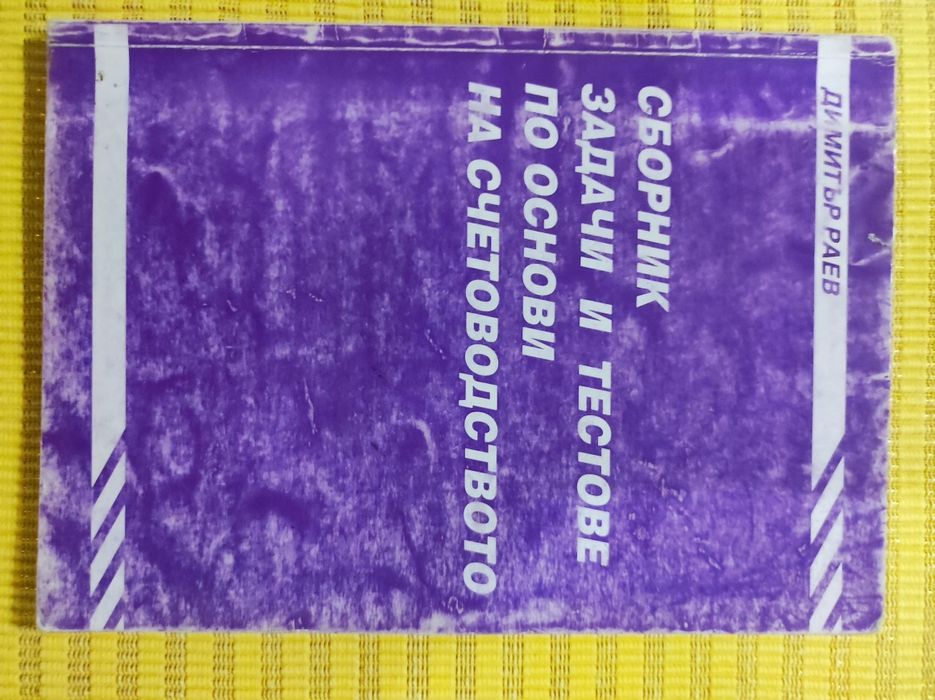 ДИМИТЪР РАЕВ
СБОРНИК
ЗАДАЧИ И ТЕСТОВЕ
ПО ОСНОВИ
НА СЧЕТОВОДСТВОТО